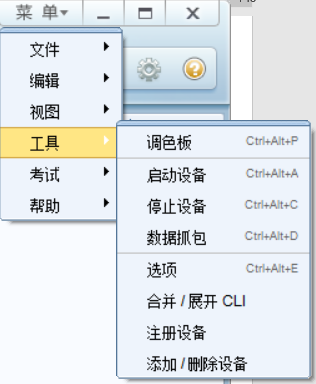 菜 单
文件
编辑
视图
工具
考试
帮助
调色板 Ctrl+Alt+P
启动设备 Ctrl+Alt+A
停止设备 Ctrl+Alt+C
数据抓包 Ctrl+Alt+D
选项 Ctrl+Alt+E
合并 / 展开 CLI
注册设备
添加 / 删除设备